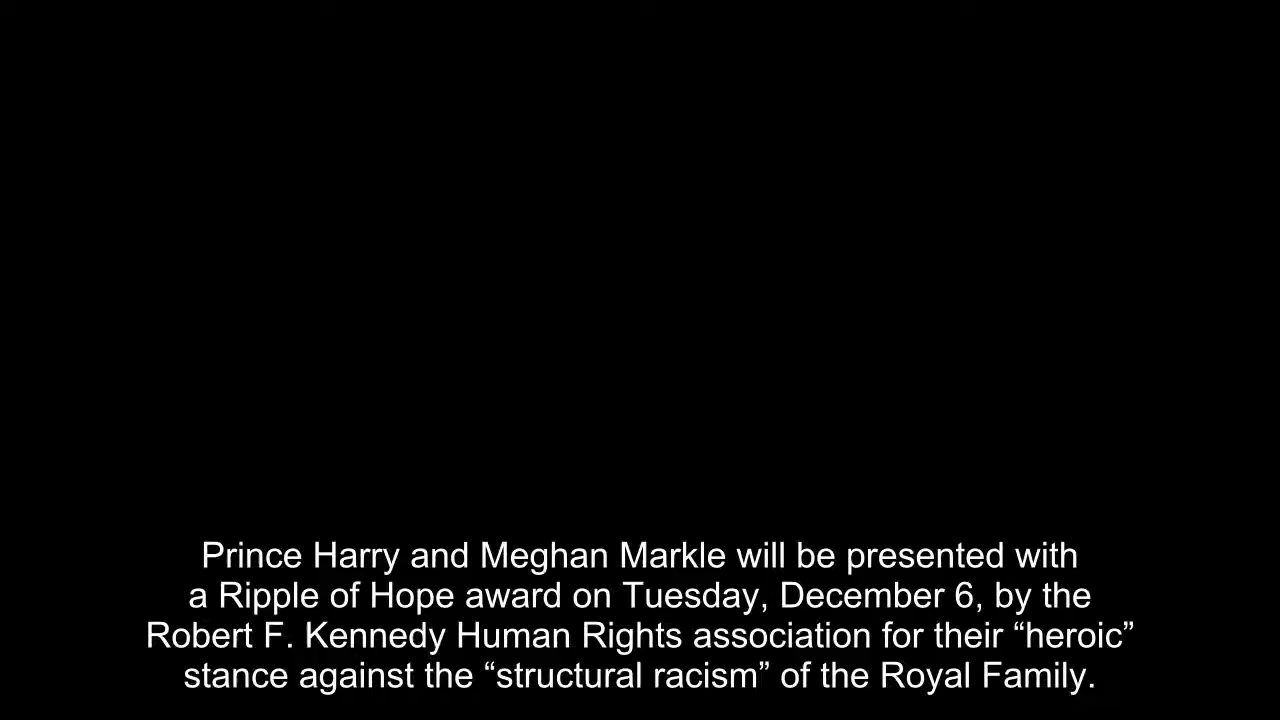 Prince Harry and Meghan Markle will be presented with
a Ripple of Hope award on Tuesday, December 6, by the
Robert F. Kennedy Human Rights association for their “heroic”
stance against the “structural racism” of the Royal Family.